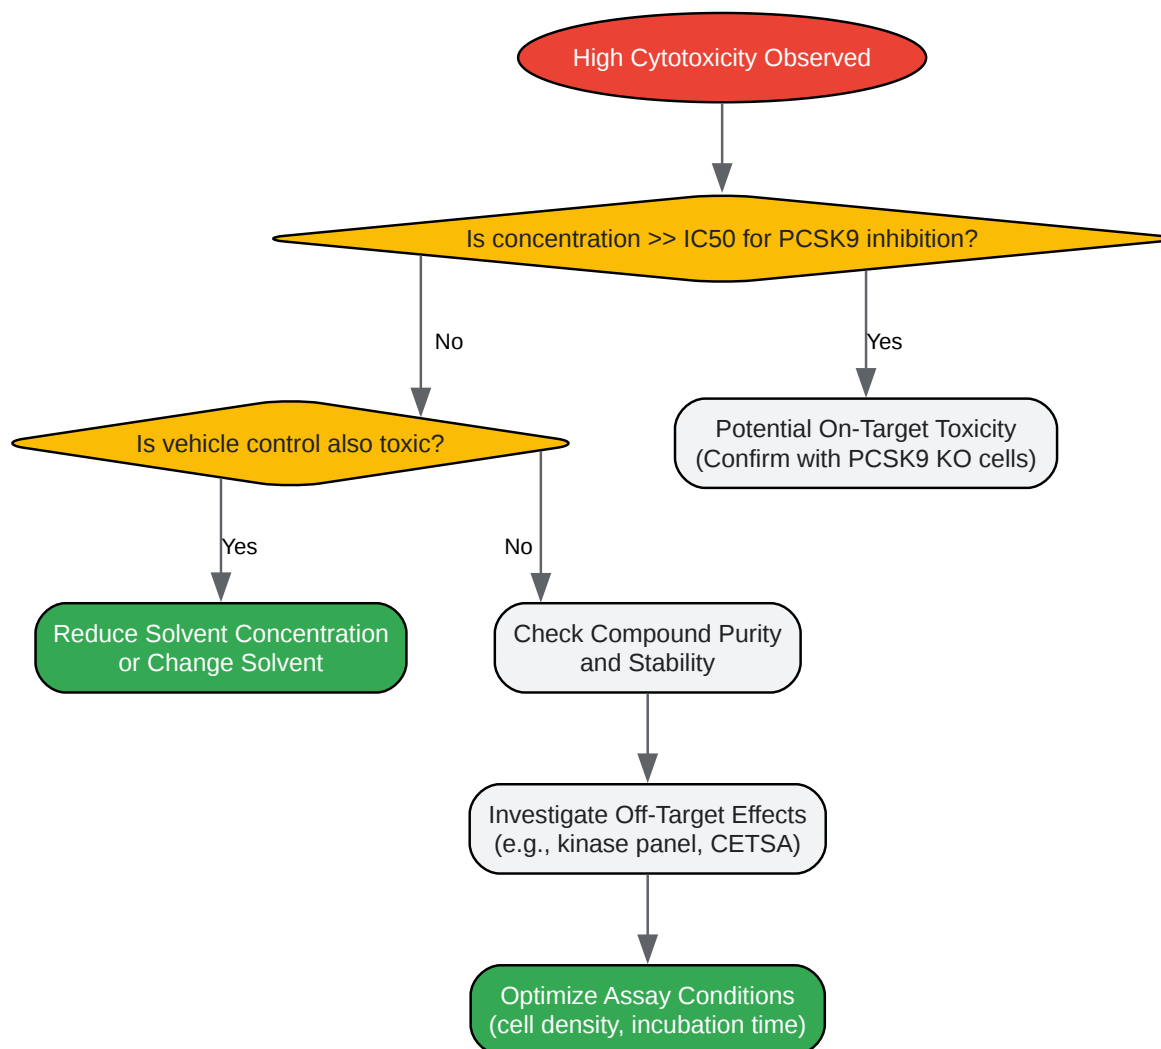 High Cytotoxicity Observed
Is concentration >> IC50 for PCSK9 inhibition?
No
Yes
Is vehicle control also toxic?
Potential On-Target Toxicity
(Confirm with PCSK9 KO cells)
Yes
No
Reduce Solvent Concentration
or Change Solvent
Check Compound Purity
and Stability
Investigate Off-Target Effects
(e.g., kinase panel, CETSA)
Optimize Assay Conditions
(cell density, incubation time)